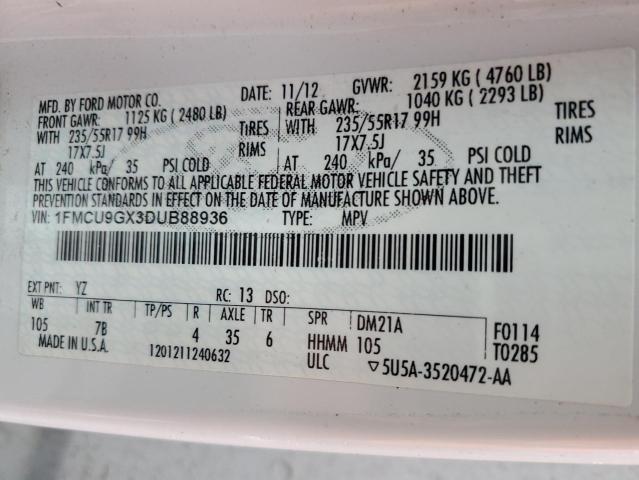 MFD. BY FORD MOTOR CO. DATE: 11/12 GVWR: 2159 KG ( 4760 LB)
FRONT GAWR: 1125 KG ( 2480 LB) REAR GAWR: 1040 KG ( 2293 LB)
WITH 235/55R17 99H TIRES WITH 235/55R17 99H TIRES
17X7.5J RIMS 17X7.5J RIMS
AT 240 kPa/ 35 PSI COLD AT 240 kPa/ 35 PSI COLD
THIS VEHICLE CONFORMS TO ALL APPLICABLE FEDERAL MOTOR VEHICLE SAFETY AND THEFT
PREVENTION STANDARDS IN EFFECT ON THE DATE OF MANUFACTURE SHOWN ABOVE.
VIN: 1FMCU9GX3DUB88936 TYPE: MPV
EXT PNT: YZ RC: 13 DSO:
WB INT TR TP/PS R AXLE TR SPR DM21A F0114
105 7B 4 35 6 HHMM 105 T0285
MADE IN U.S.A. 1201211240632 ULC ▽5U5A-3520472-AA